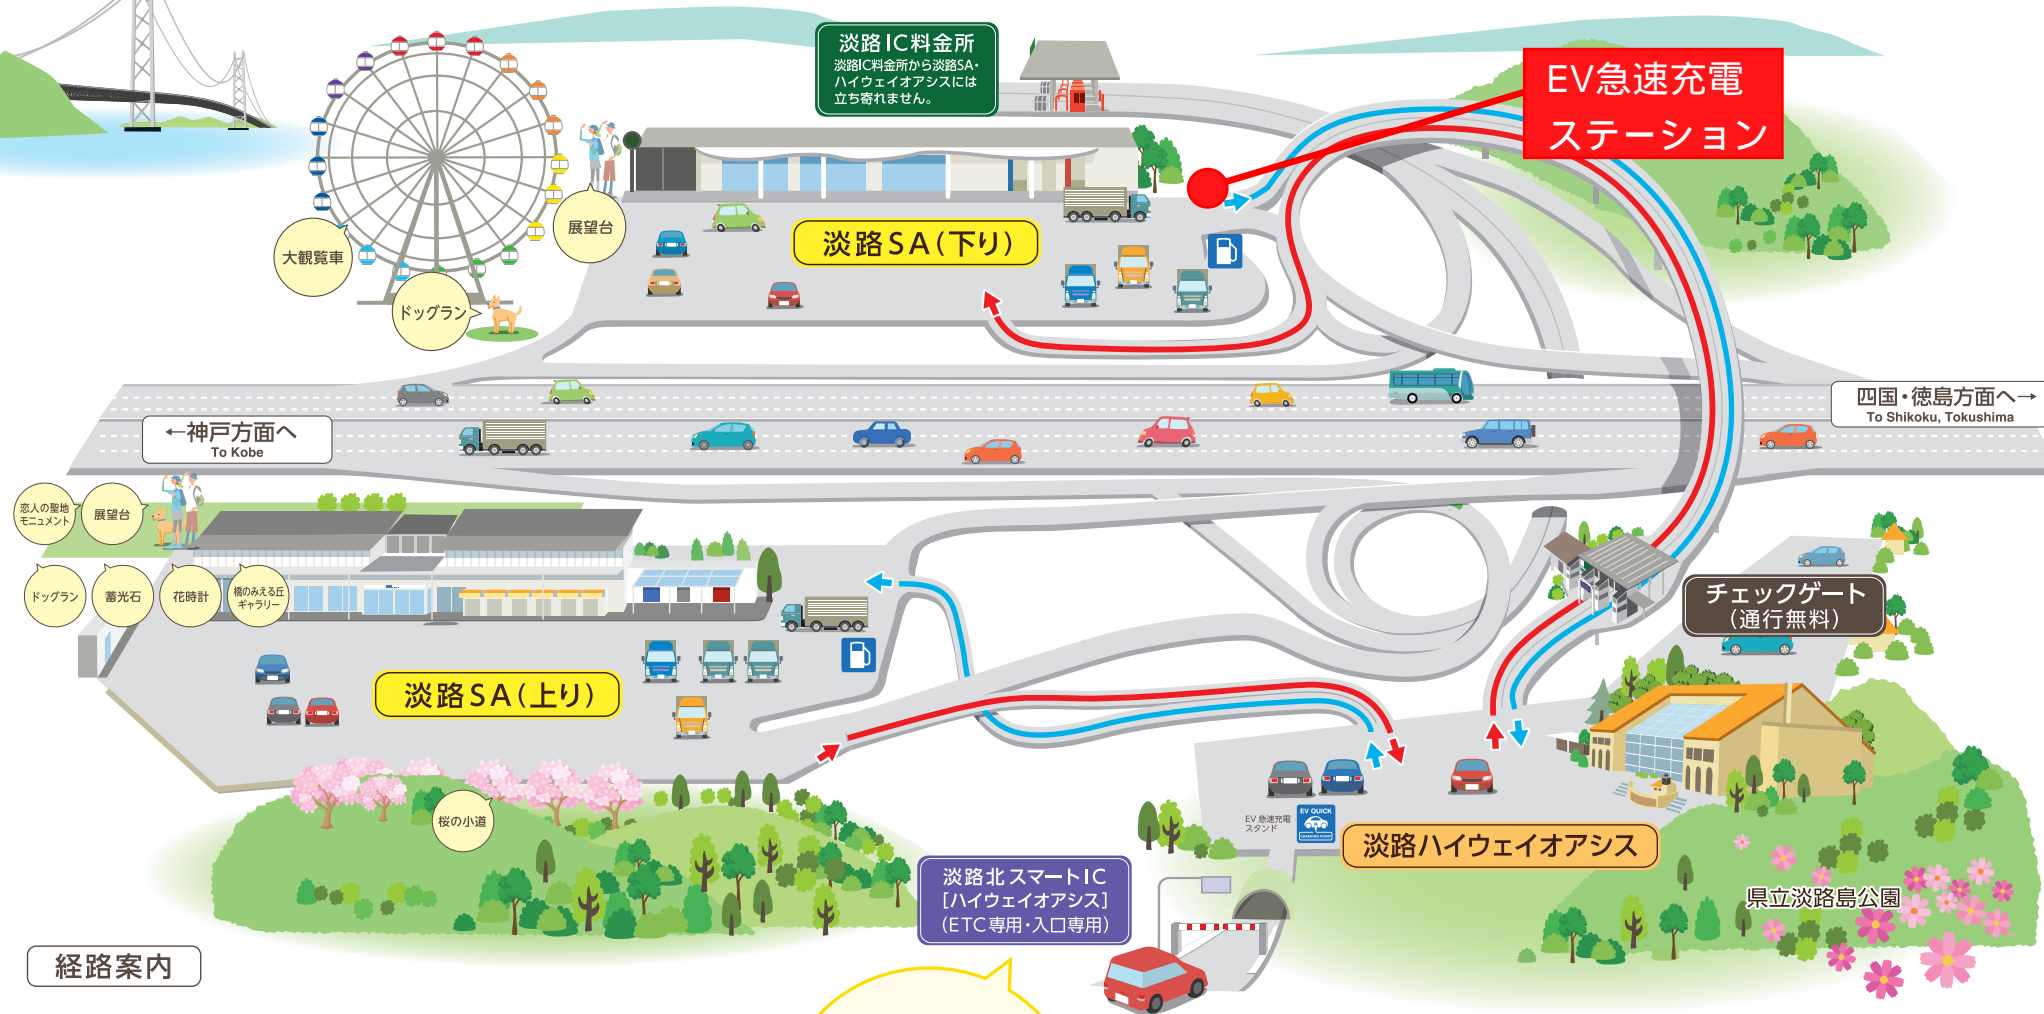 淡路IC料金所
淡路IC料金所から淡路SA・
ハイウェイオアシスには
立ち寄れません。
EV急速充電
ステーション
展望台
大観覧車
ドッグラン
淡路SA(下り)
←神戸方面へ
To Kobe
四国・徳島方面へ→
To Shikoku, Tokushima
恋人の聖地
モニュメント
展望台
ドッグラン
蓄光石
花時計
橋のみえる丘
ギャラリー
チェックゲート
(通行無料)
淡路SA(上り)
桜の小道
EV急速充電
スタンド
EV QUICK
CHARGING POINT
淡路ハイウェイオアシス
淡路北スマートIC
[ハイウェイオアシス]
(ETC専用・入口専用)
県立淡路島公園
経路案内